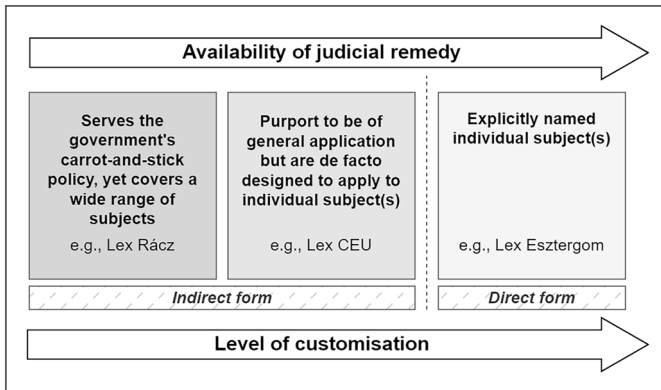 Availability of judicial remedy
Serves the
government's
carrot-and-stick
policy, yet covers a
wide range of
subjects
e.g., Lex Rácz
Purport to be of
general application
but are de facto
designed to apply to
individual subject(s)
e.g., Lex CEU
Explicitly named
individual subject(s)
e.g., Lex Esztergom
Indirect form
Direct form
Level of customisation